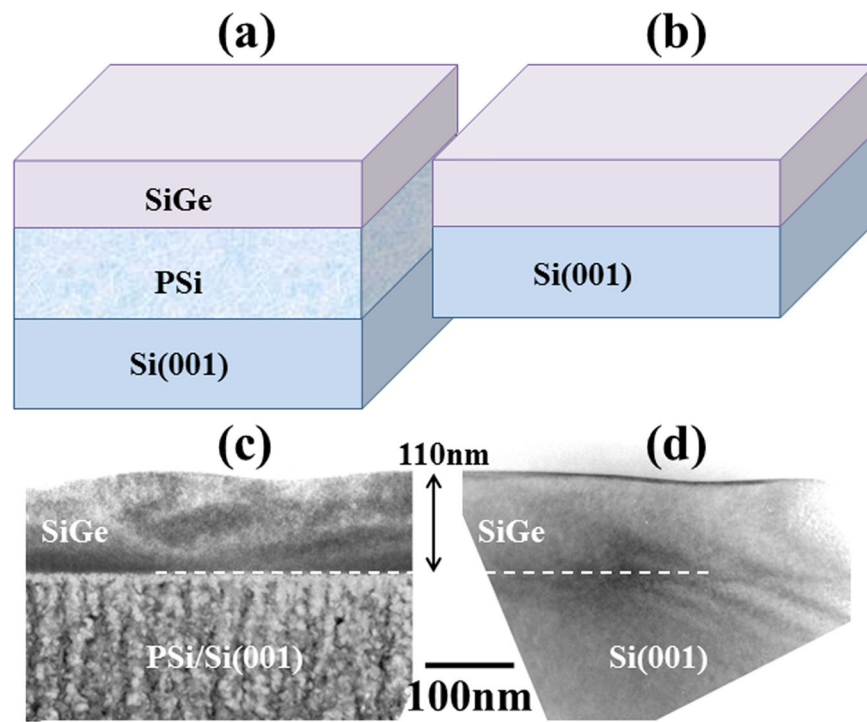 (a)
(b)
SiGe
PSi
Si(001)
Si(001)
(c)
110nm
(d)
SiGe
SiGe
PSi/Si(001)
Si(001)
100nm